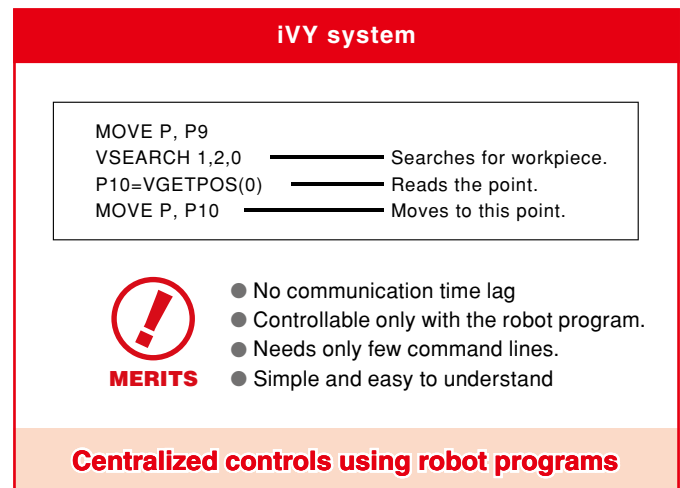 iVY system
MOVE P, P9
VSEARCH 1,2,0 Searches for workpiece.
P10=VGETPOS(0) Reads the point.
MOVE P, P10 Moves to this point.
● No communication time lag
● Controllable only with the robot program.
● Needs only few command lines.
● Simple and easy to understand
MERITS
Centralized controls using robot programs